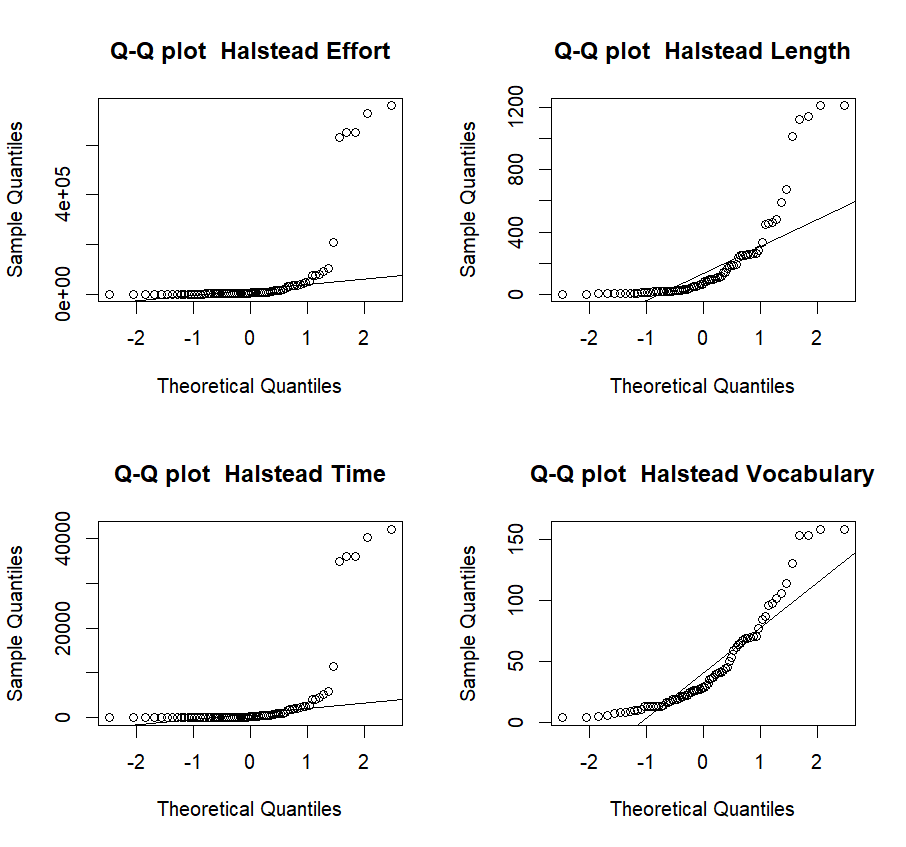 Q-Q plot  Halstead Effort
Sample Quantiles
0e+00 4e+05
-2 -1 0 1 2
Theoretical Quantiles
Q-Q plot  Halstead Length
Sample Quantiles
0 400 800 1200
-2 -1 0 1 2
Theoretical Quantiles
Q-Q plot  Halstead Time
Sample Quantiles
0 20000 40000
-2 -1 0 1 2
Theoretical Quantiles
Q-Q plot  Halstead Vocabulary
Sample Quantiles
0 50 100 150
-2 -1 0 1 2
Theoretical Quantiles